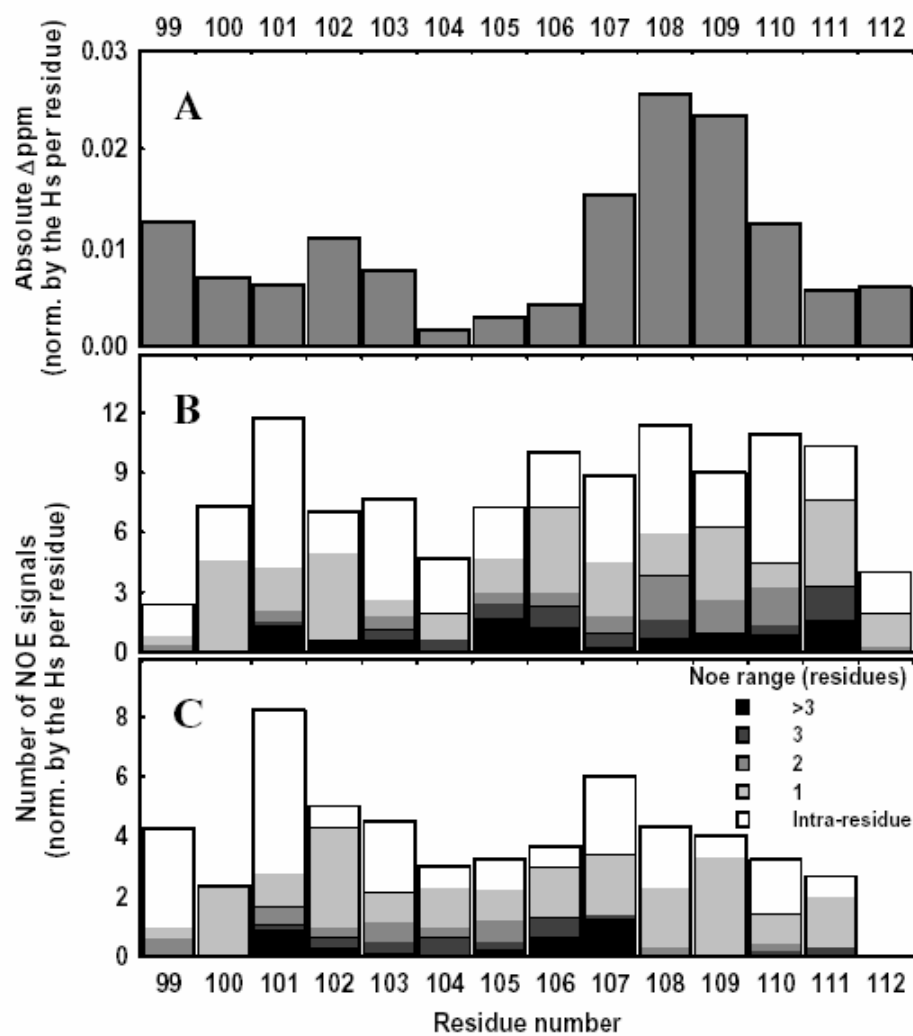 99 100 101 102 103 104 105 106 107 108 109 110 111 112
0.03
0.02
0.01
0.00
Absolute Δppm
(norm. by the Hs per residue)
A
12
9
6
3
0
B
Number of NOE signals
(norm. by the Hs per residue)
8
6
4
2
0
C
Noe range (residues)
>3
3
2
1
Intra-residue
99 100 101 102 103 104 105 106 107 108 109 110 111 112
Residue number